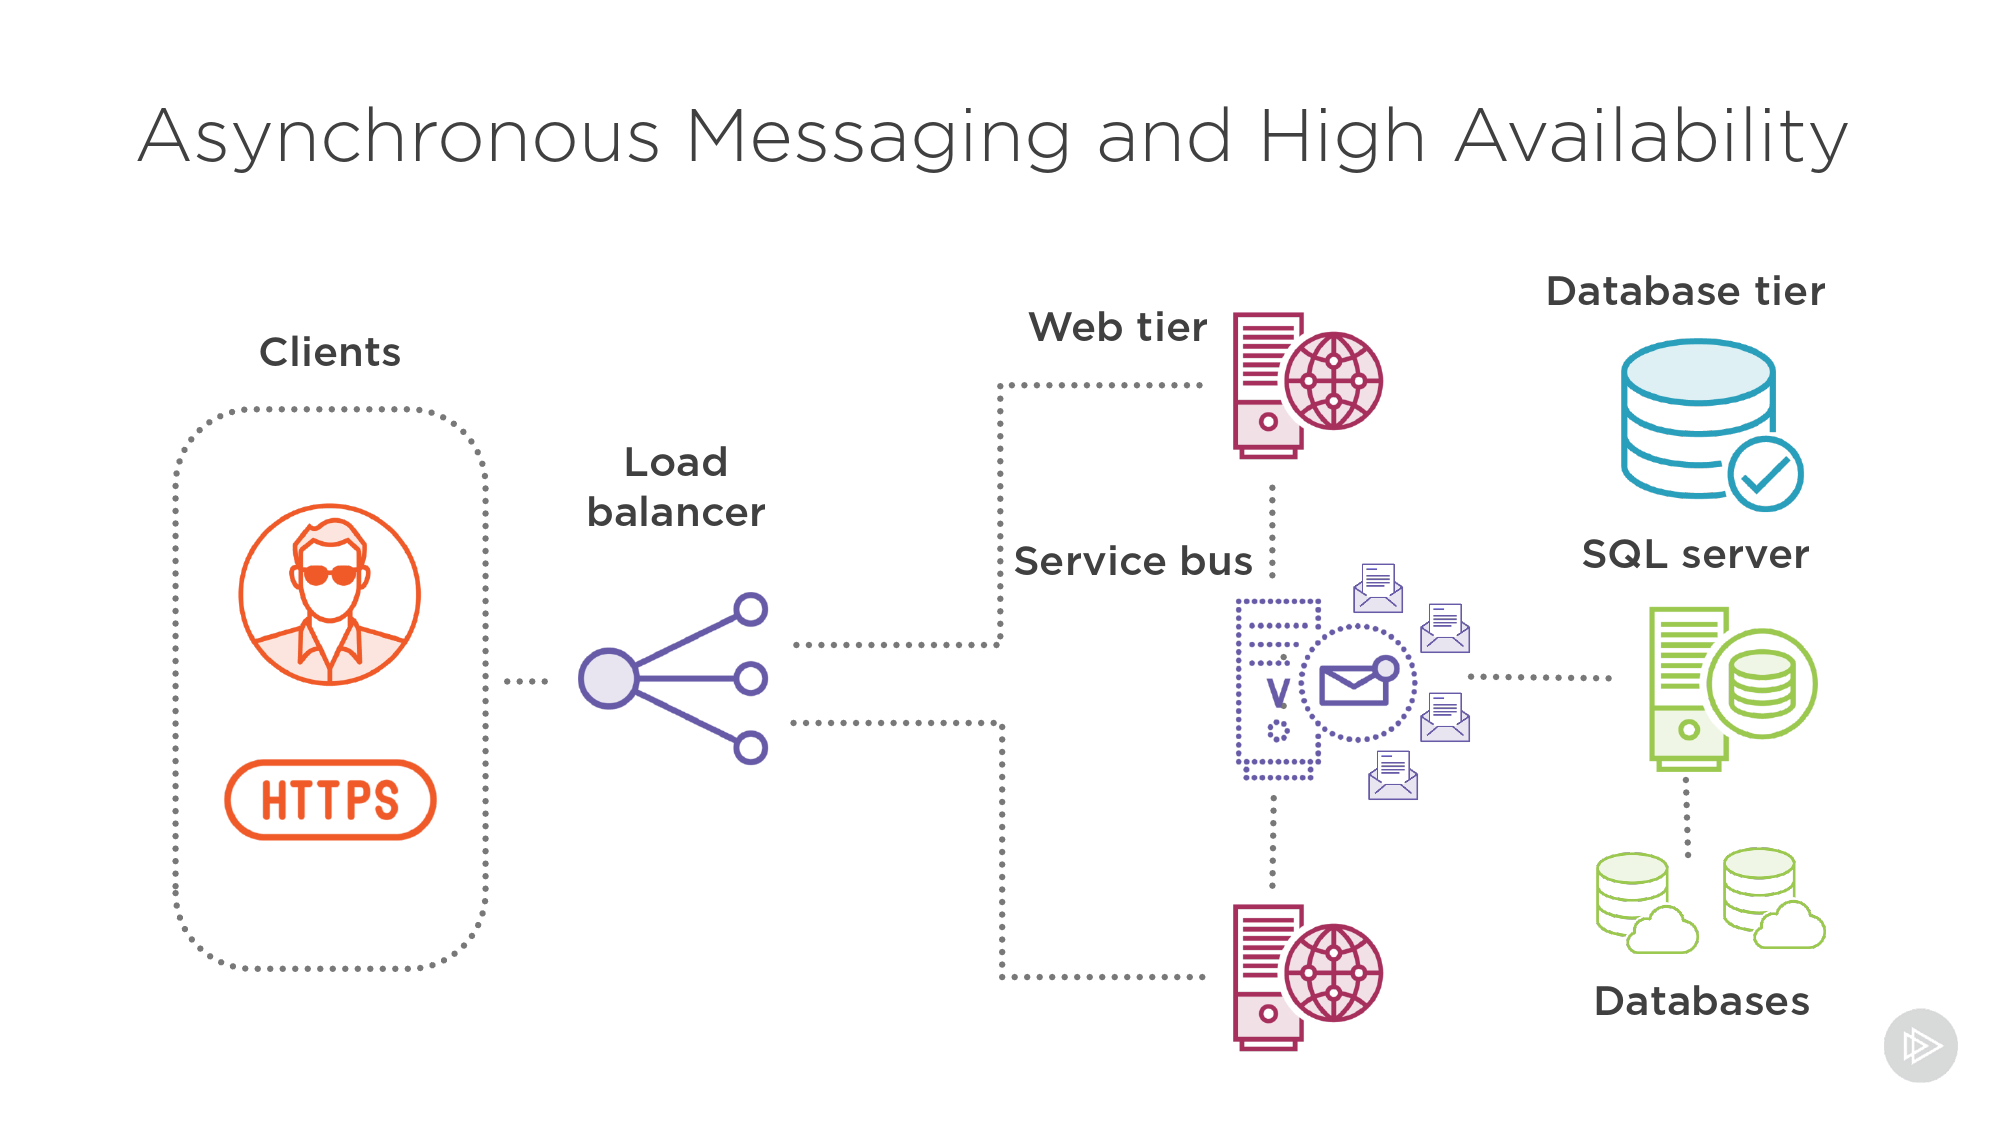 Asynchronous Messaging and High Availability
Clients
HTTPS
Load
balancer
Web tier
Service bus
Database tier
SQL server
Databases